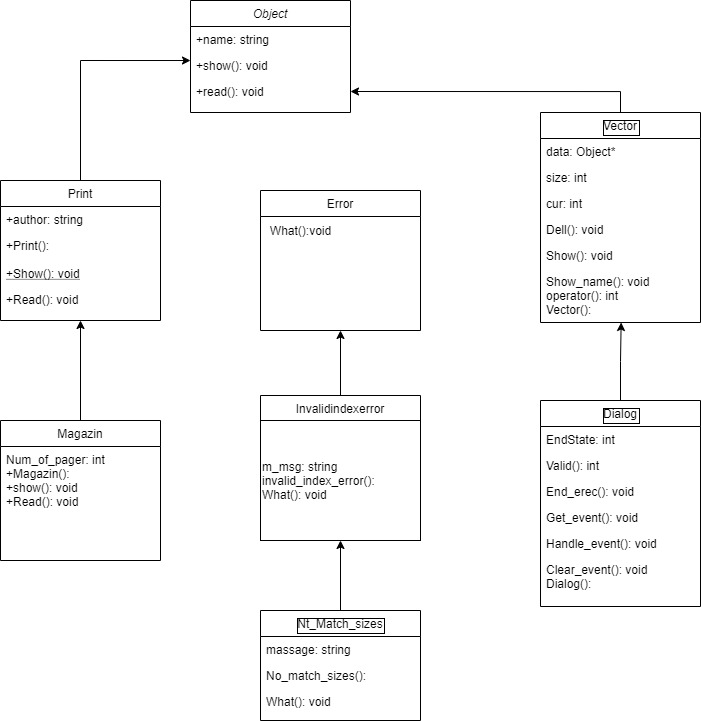 Object
+name: string
+show(): void
+read(): void
Vector
data: Object*
size: int
cur: int
Dell(): void
Show(): void
Show_name(): void
operator(): int
Vector():
Print
+author: string
+Print():
+Show(): void
+Read(): void
Error
What():void
Invalidindexerror
m_msg: string
invalid_index_error():
What(): void
Dialog
EndState: int
Valid(): int
End_erec(): void
Get_event(): void
Handle_event(): void
Clear_event(): void
Dialog():
Magazin
Num_of_pager: int
+Magazin():
+show(): void
+Read(): void
Nt_Match_sizes
massage: string
No_match_sizes():
What(): void